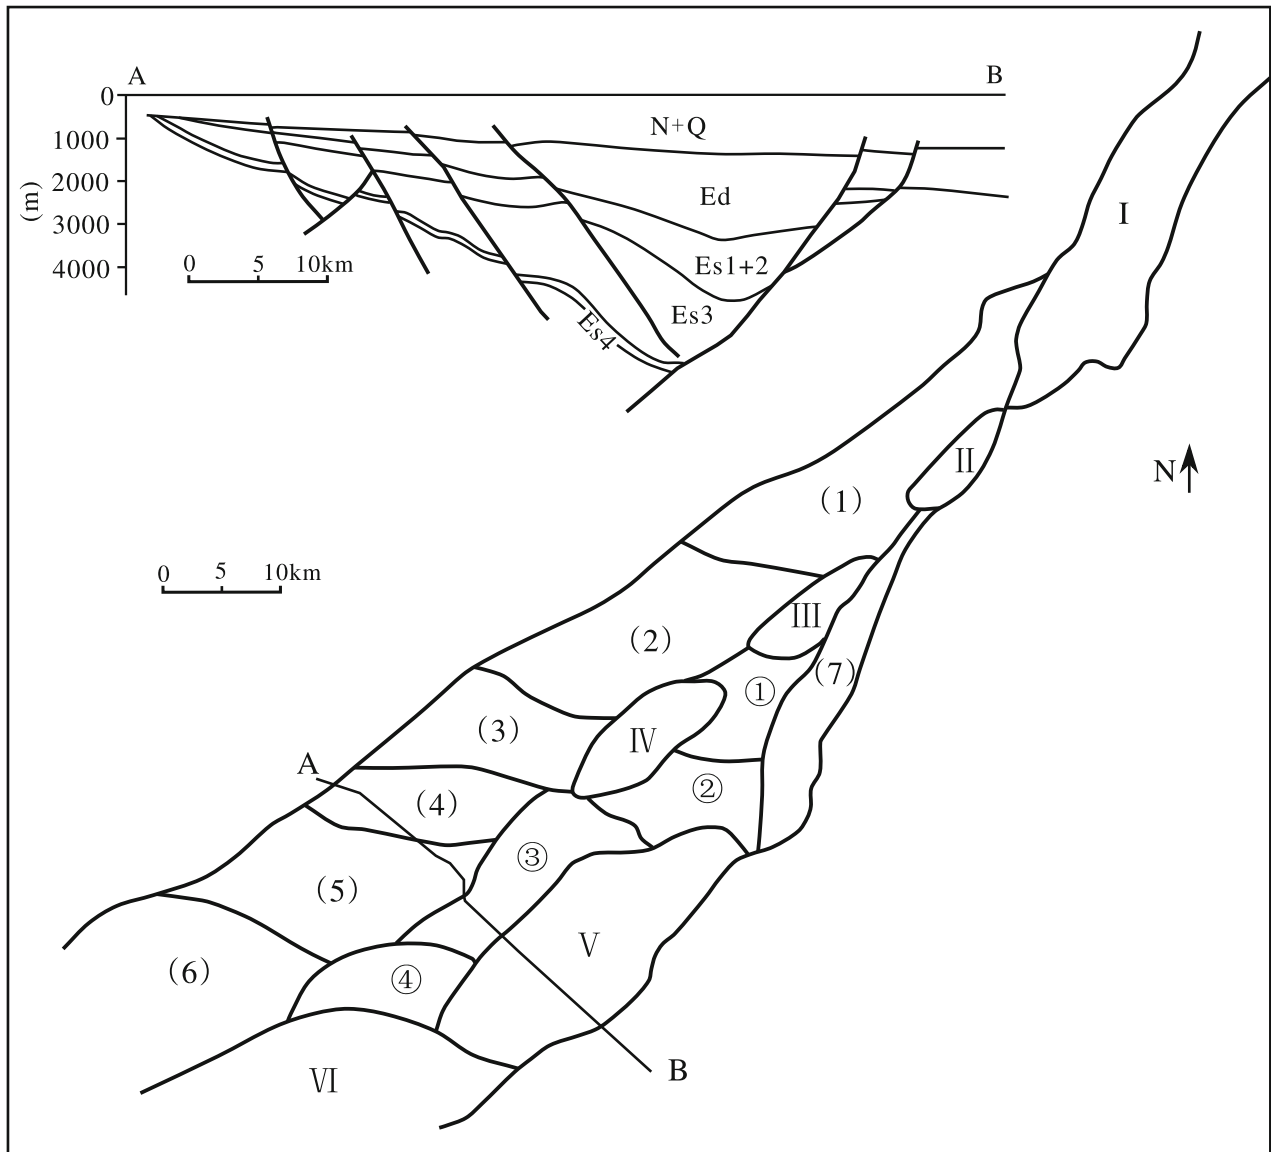 A
B
0
1000
2000
3000
4000
(m)
N+Q
Ed
Es1+2
Es3
Es4
0 5 10km
I
II
N
(1)
0 5 10km
III
(2)
(7)
①
(3)
IV
A
②
(4)
③
(5)
V
(6)
④
VI
B